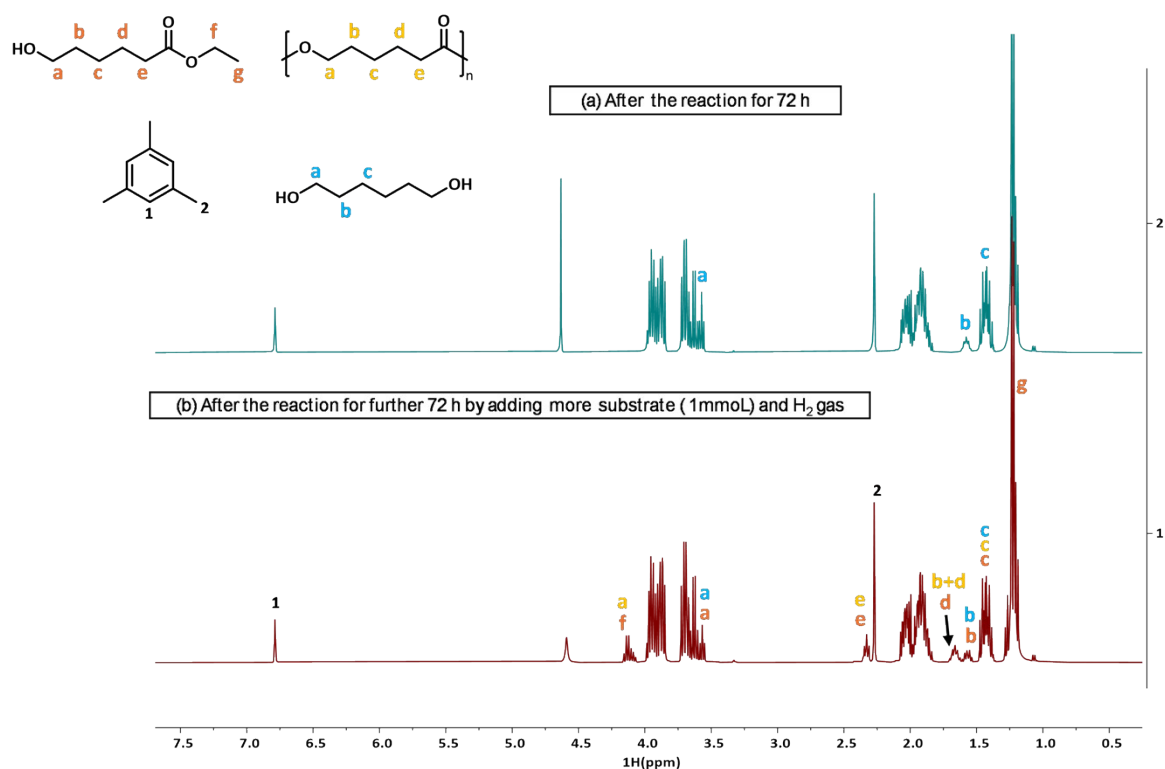 b d O f
HO O
a c e g
b d O
O
a c e n
(a) After the reaction for 72 h
a c OH
HO b
1 2
2
a b c
(b) After the reaction for further 72 h by adding more substrate ( 1mmoL) and H₂ gas
g
2
1
c
a a e b+d c
1 f a e d b b c
7.5 7.0 6.5 6.0 5.5 5.0 4.5 4.0 3.5 3.0 2.5 2.0 1.5 1.0 0.5
1H(ppm)